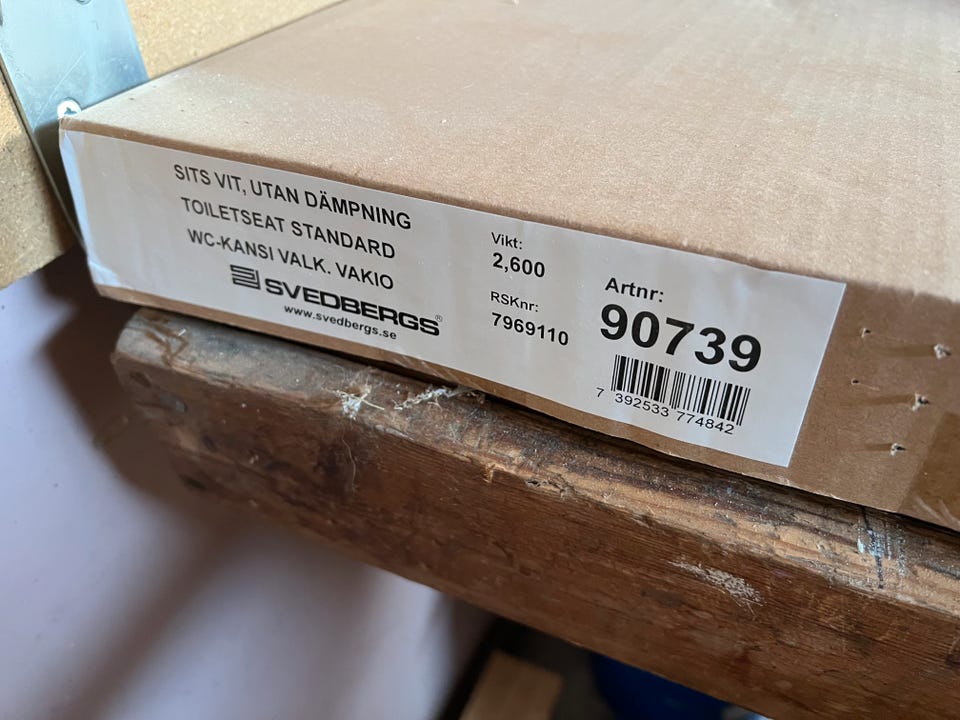 SITS VIT, UTAN DÄMPNING
TOILETSEAT STANDARD
WC-KANSI VALK. VAKIO
SVEDBERGS®
www.svedbergs.se
Vikt:
2,600
RSKnr:
7969110
Artnr:
90739
7 392533 774842